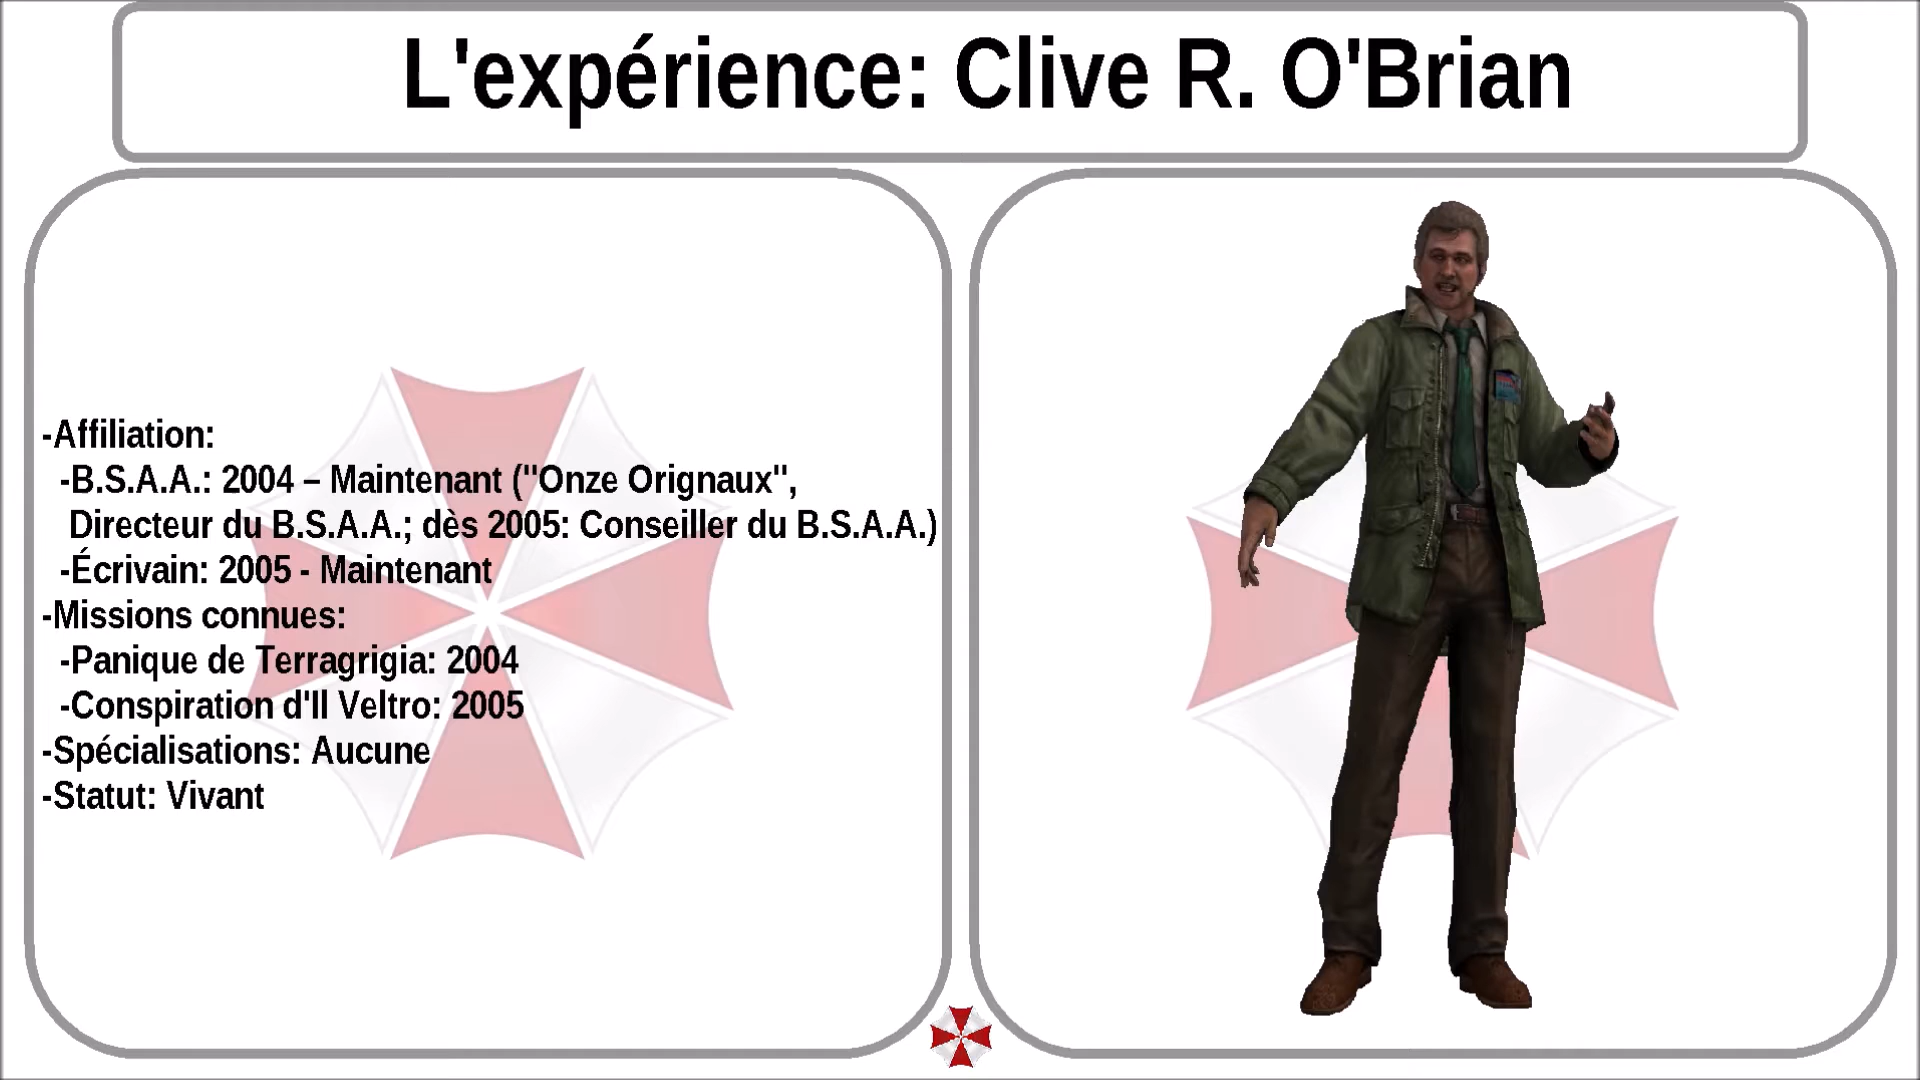 L'expérience: Clive R. O'Brian
-Affiliation:
-B.S.A.A.: 2004 – Maintenant ("Onze Orignaux",
Directeur du B.S.A.A.; dès 2005: Conseiller du B.S.A.A.)
-Écrivain: 2005 - Maintenant
-Missions connues:
-Panique de Terragrigia: 2004
-Conspiration d'Il Veltro: 2005
-Spécialisations: Aucune
-Statut: Vivant